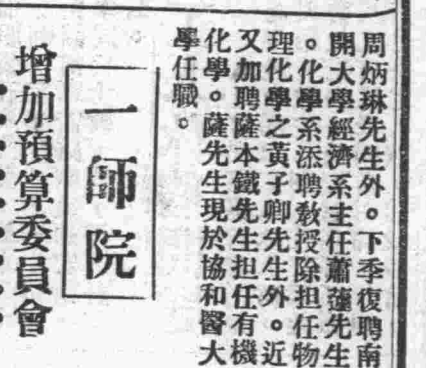 周炳琳先生外。下季復聘南
開大學經濟系主任蕭蘧先生
。化學系添聘敎授除担任物
理化學之黃子卿先生外。近
又加聘薩本鐵先生担任有機
化學。薩先生現於協和醫大
學任職。
一師院
增加預算委員會